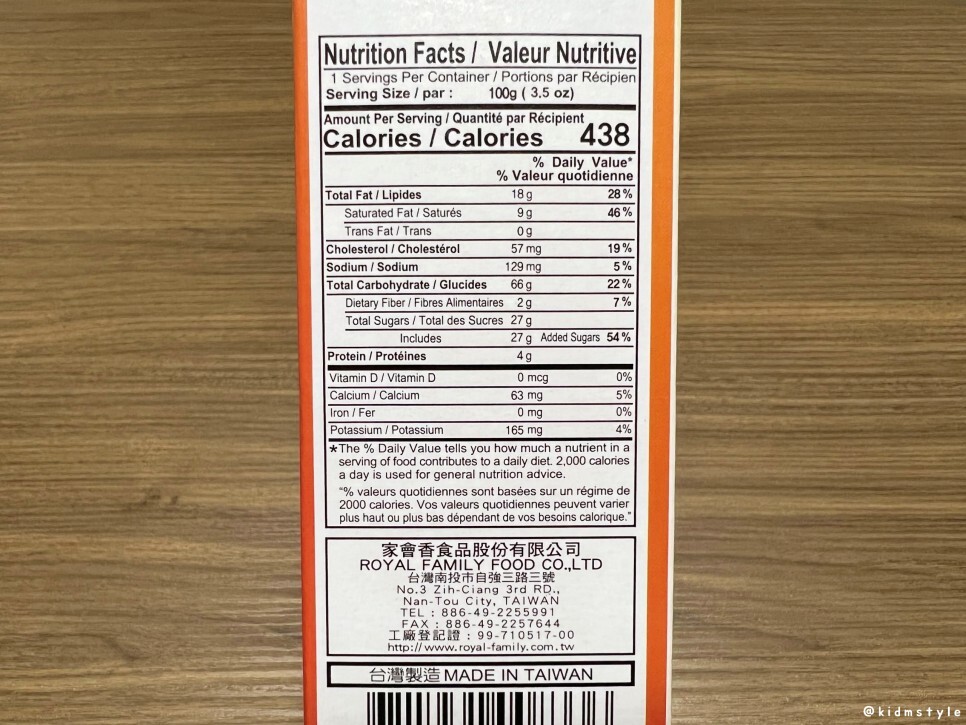 Nutrition Facts / Valeur Nutritive
1 Servings Per Container / Portions par Récipien
Serving Size / par : 100g ( 3.5 oz)
Amount Per Serving / Quantité par Récipient
Calories / Calories 438
% Daily Value*
% Valeur quotidienne
Total Fat / Lipides 18 g 28 %
Saturated Fat / Saturés 9 g 46 %
Trans Fat / Trans 0 g
Cholesterol / Cholestérol 57 mg 19 %
Sodium / Sodium 129 mg 5 %
Total Carbohydrate / Glucides 66 g 22 %
Dietary Fiber / Fibres Alimentaires 2 g 7 %
Total Sugars / Total des Sucres 27 g
Includes 27 g Added Sugars 54 %
Protein / Protéines 4 g
Vitamin D / Vitamin D 0 mcg 0%
Calcium / Calcium 63 mg 5%
Iron / Fer 0 mg 0%
Potassium / Potassium 165 mg 4%
*The % Daily Value tells you how much a nutrient in a
serving of food contributes to a daily diet. 2,000 calories
a day is used for general nutrition advice.
"% valeurs quotidiennes sont basées sur un régime de
2000 calories. Vos valeurs quotidiennes peuvent varier
plus haut ou plus bas dépendant de vos besoins calorique."
家會香食品股份有限公司
ROYAL FAMILY FOOD CO.,LTD
台灣南投市自強三路三號
No.3 Zih-Ciang 3rd RD.,
Nan-Tou City, TAIWAN
TEL : 886-49-2255991
FAX : 886-49-2257644
工廠登記證 : 99-710517-00
http://www.royal-family.com.tw
台灣製造 MADE IN TAIWAN
@kidmstyle